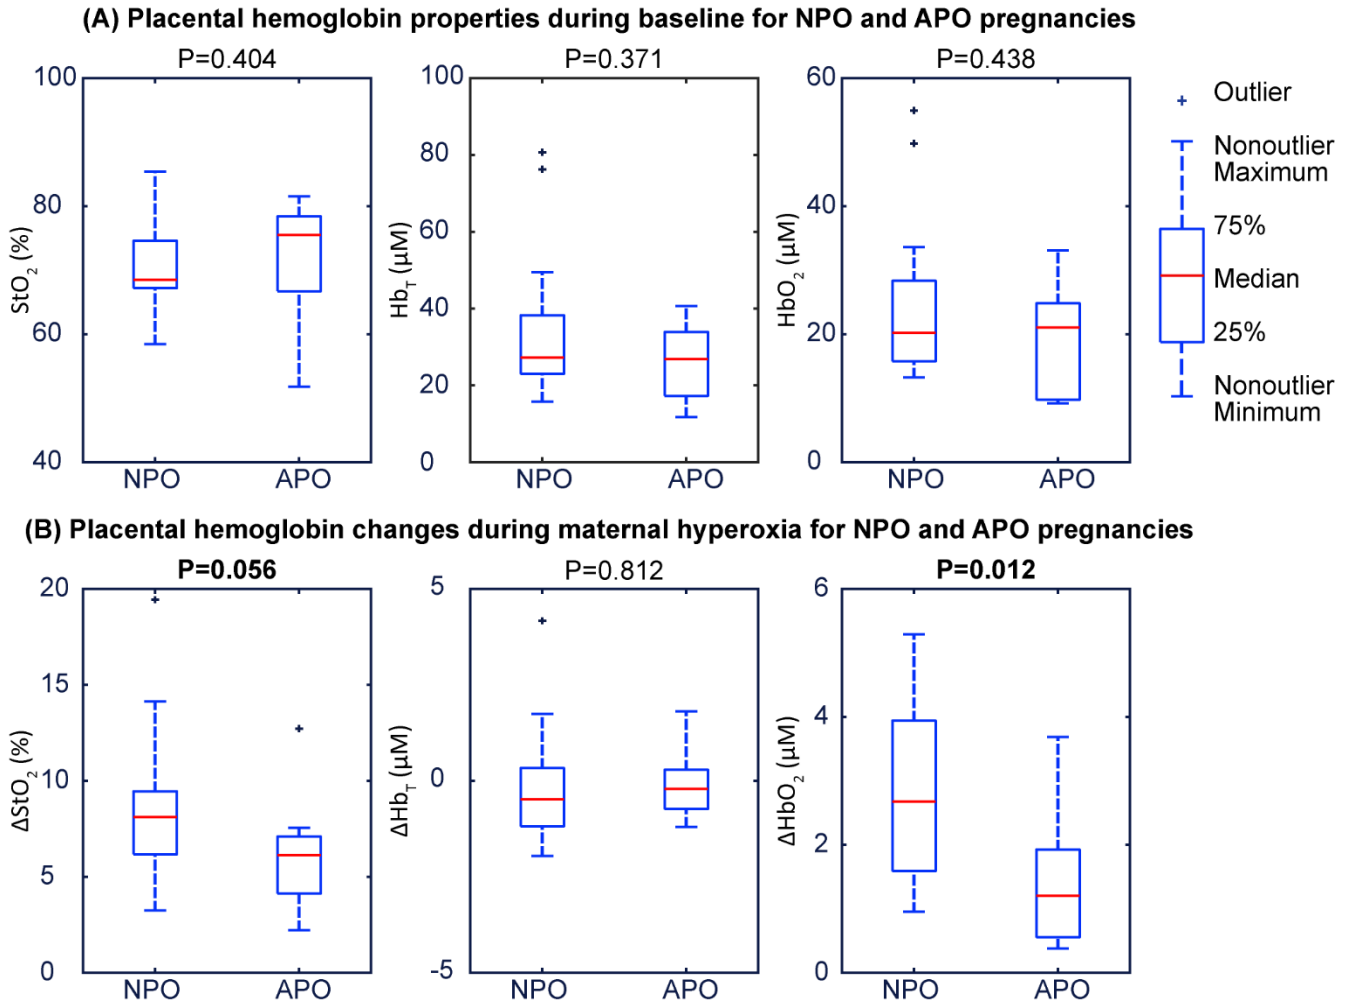 (A) Placental hemoglobin properties during baseline for NPO and APO pregnancies
P=0.404
100
80
60
40
StO2 (%)
NPO
APO
P=0.371
100
80
60
40
20
0
HbT (μM)
NPO
APO
P=0.438
60
40
20
0
HbO2 (μM)
NPO
APO
Outlier
Nonoutlier
Maximum
75%
Median
25%
Nonoutlier
Minimum
(B) Placental hemoglobin changes during maternal hyperoxia for NPO and APO pregnancies
P=0.056
20
15
10
5
0
ΔStO2 (%)
NPO
APO
P=0.812
5
0
-5
ΔHbT (μM)
NPO
APO
P=0.012
6
4
2
0
ΔHbO2 (μM)
NPO
APO